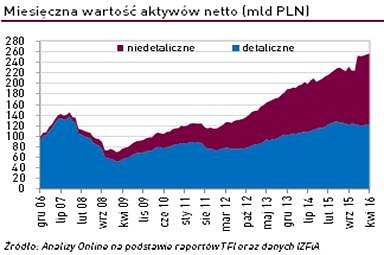 Miesięczna wartość aktywów netto (mld PLN)
280
260
240
220
200
180
160
140
120
100
80
60
40
20
0
niedetaliczne
detaliczne
gru 06
lip 07
lut 08
wrz 08
kwi 09
lis 09
cze 10
sty 11
sie 11
mar 12
paź 12
maj 13
gru 13
lip 14
lut 15
wrz 15
kwi 16
Źródło: Analizy Online na podstawie raportów TFI oraz danych IZFiA